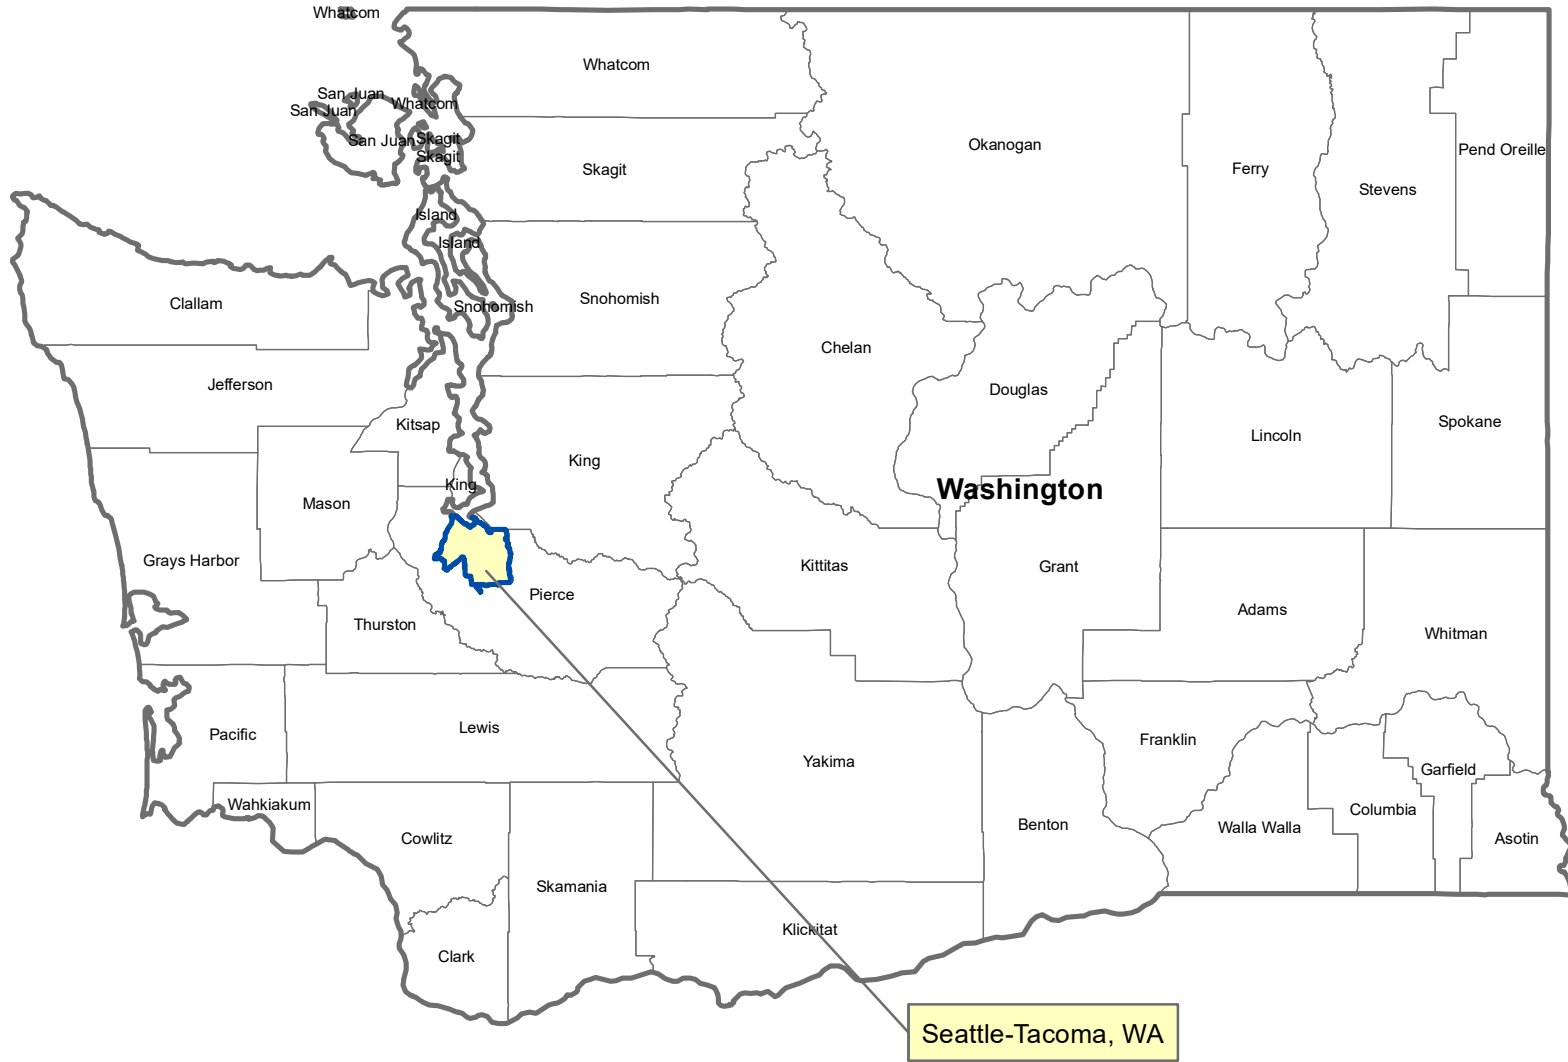 Whatcom
Whatcom
San Juan
San Juan
Whatcom
San Juan
Skagit
Skagit
Okanogan
Pend Oreille
Ferry
Skagit
Stevens
Island
Island
Snohomish
Clallam
Snohomish
Chelan
Jefferson
Douglas
Kitsap
Spokane
Lincoln
King
King
Washington
Mason
Grays Harbor
Kittitas
Grant
Pierce
Adams
Thurston
Whitman
Lewis
Pacific
Franklin
Yakima
Garfield
Wahkiakum
Columbia
Benton
Walla Walla
Cowlitz
Asotin
Skamania
Klickitat
Clark
Seattle-Tacoma, WA